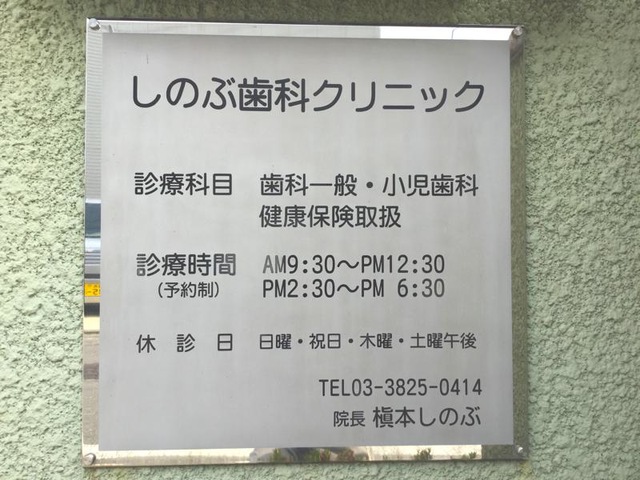 しのぶ歯科クリニック
診療科目 歯科一般・小児歯科
健康保険取扱
診療時間 AM9:30～PM12:30
(予約制) PM2:30～PM 6:30
休診日 日曜・祝日・木曜・土曜午後
TEL03-3825-0414
院長 槇本しのぶ